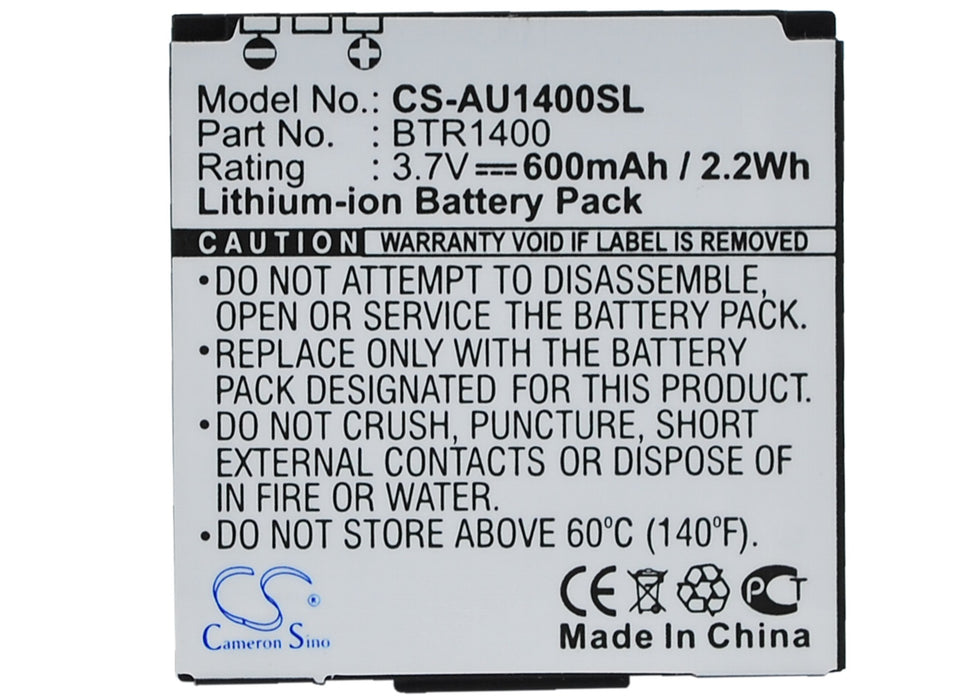 Model No.: CS-AU1400SL
Part No. : BTR1400
Rating : 3.7V 600mAh / 2.2Wh
Lithium-ion Battery Pack
CAUTION WARRANTY VOID IF LABEL IS REMOVED
•DO NOT ATTEMPT TO DISASSEMBLE,
OPEN OR SERVICE THE BATTERY PACK.
•REPLACE ONLY WITH THE BATTERY
PACK DESIGNATED FOR THIS PRODUCT.
•DO NOT CRUSH, PUNCTURE, SHORT
EXTERNAL CONTACTS OR DISPOSE OF
IN FIRE OR WATER.
•DO NOT STORE ABOVE 60°C (140°F).
CS®
Cameron Sino
CE PCT
Made In China